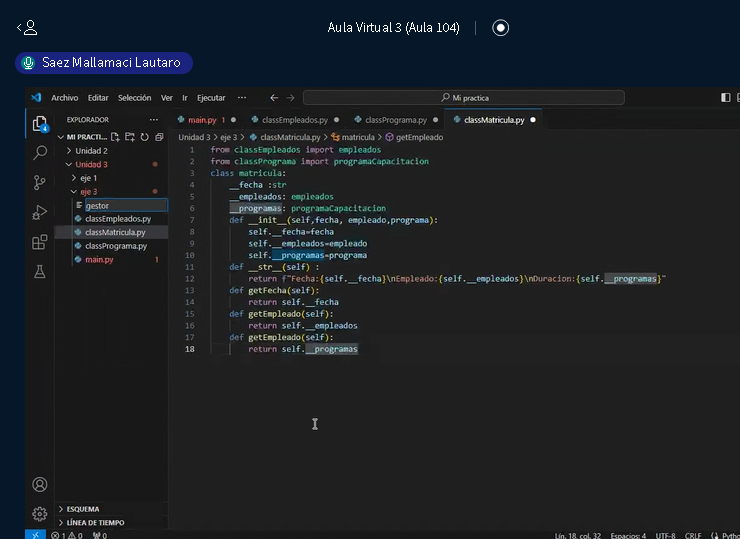 Aula Virtual 3 (Aula 104)
Saez Mallamaci Lautaro
Archivo Editar Selección Ver Ir Ejecutar ··· Mi practica
EXPLORADOR ···
main.py 1 classEmpleados.py classPrograma.py classMatricula.py
MI PRACTI...
Unidad 3 > eje 3 > classMatricula.py > matricula > getEmpleado
Unidad 2
Unidad 3
eje 1
eje 3
gestor
classEmpleados.py
classMatricula.py
classPrograma.py
main.py 1
1 from classEmpleados import empleados
2 from classPrograma import programaCapacitacion
3 class matricula:
4 __fecha :str
5 __empleados: empleados
6 __programas: programaCapacitacion
7 def __init__(self,fecha, empleado,programa):
8 self.__fecha=fecha
9 self.__empleados=empleado
10 self.__programas=programa
11 def __str__(self) :
12 return f"Fecha:{self.__fecha}\nEmpleado:{self.__empleados}\nDuracion:{self.__programas}"
13 def getFecha(self):
14 return self.__fecha
15 def getEmpleado(self):
16 return self.__empleados
17 def getEmpleado(self):
18 return self.__programas
ESQUEMA
LÍNEA DE TIEMPO
1 0 0 Lín. 18, col. 32 Espacios: 4 UTF-8 CRLF